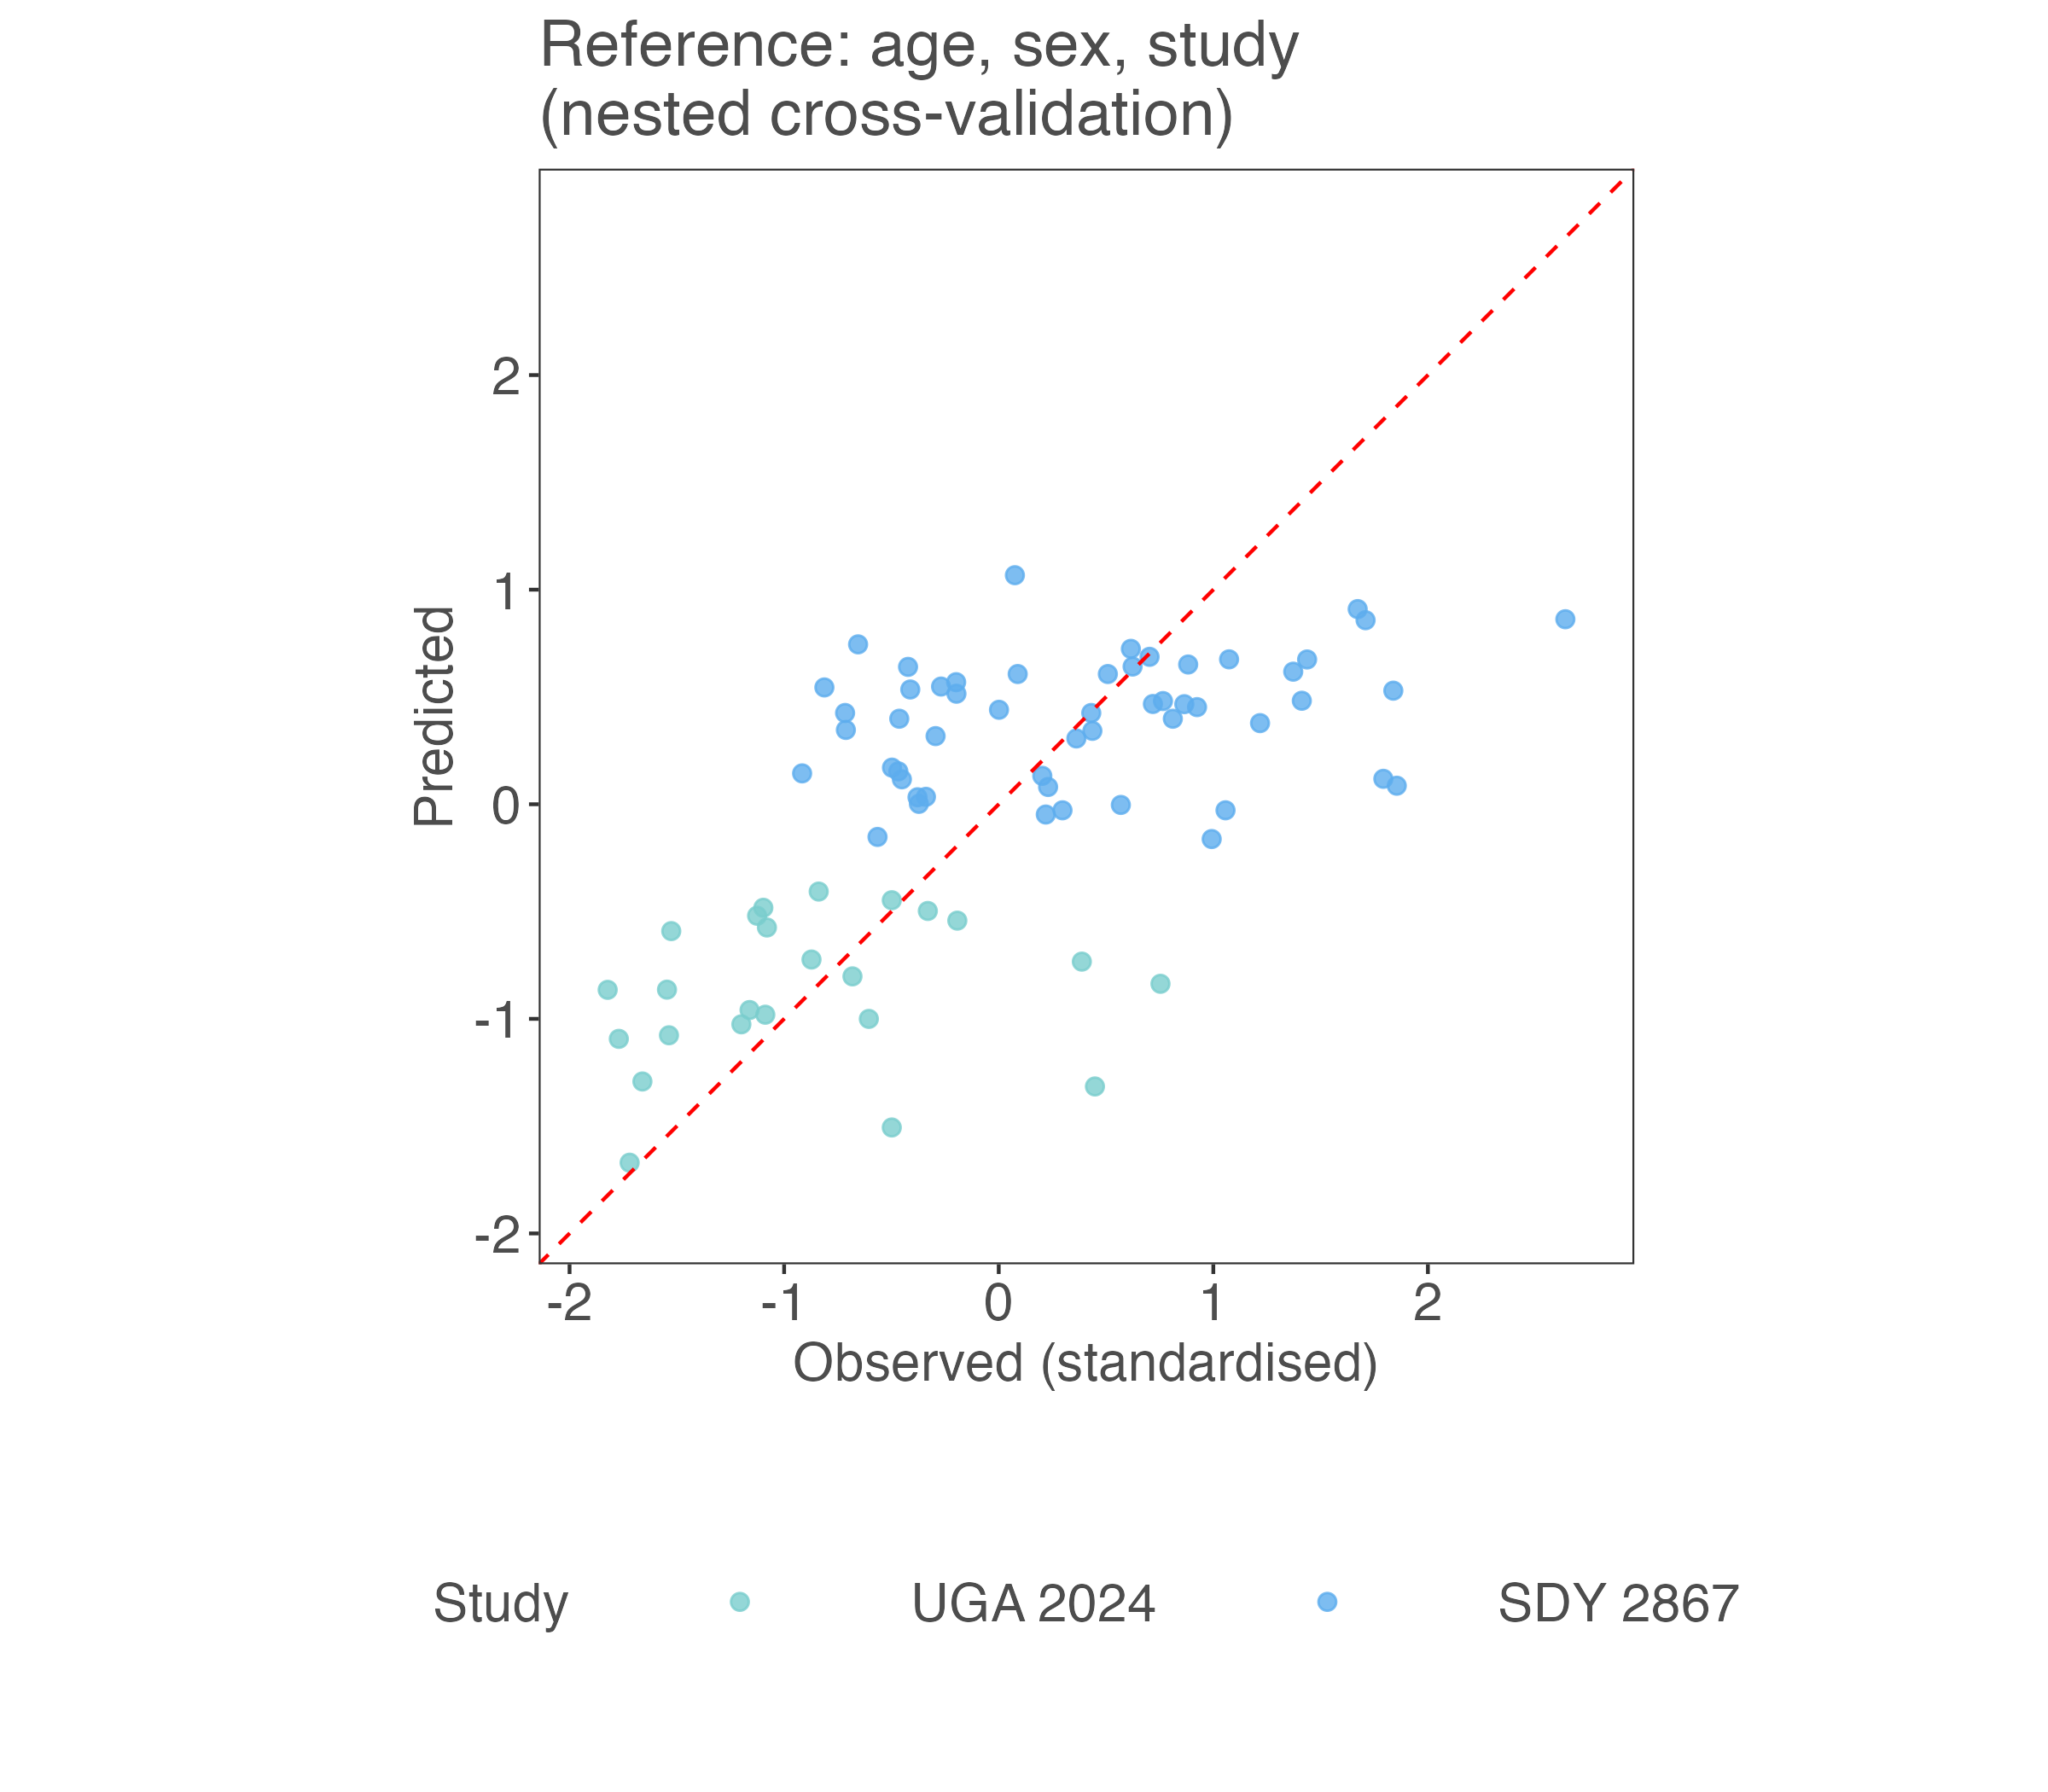 Reference: age, sex, study
(nested cross-validation)
Predicted
2
1
0
-1
-2
-2 -1 0 1 2
Observed (standardised)
Study UGA 2024 SDY 2867